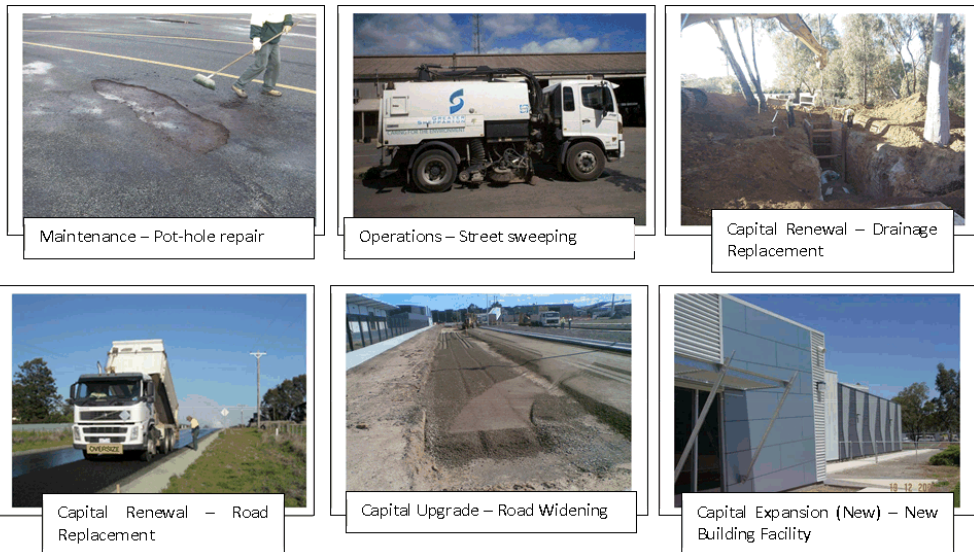 Maintenance – Pot-hole repair
Operations – Street sweeping
Capital Renewal – Drainage
Replacement
OVERSIZE
Capital Renewal – Road
Replacement
Capital Upgrade – Road Widening
Capital Expansion (New) – New
Building Facility